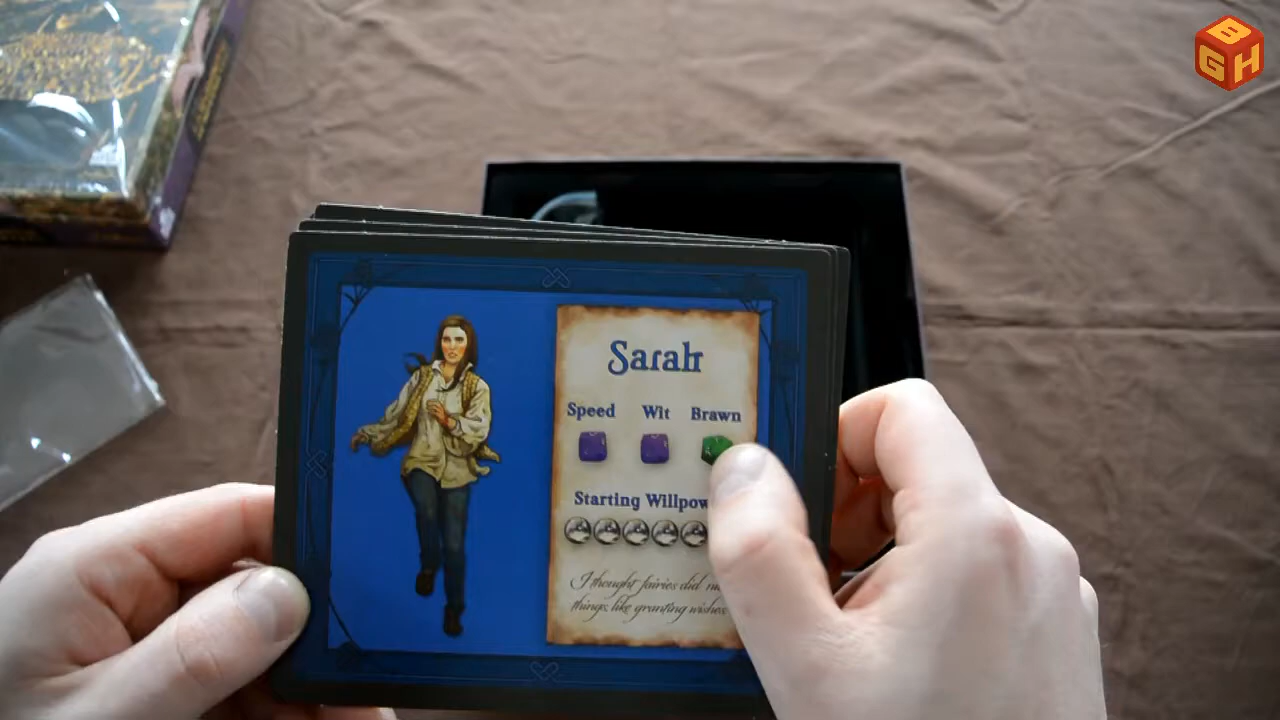 B
G H
Sarah
Speed Wit Brawn
Starting Willpow
I thought fairies did
things, like granting wishes